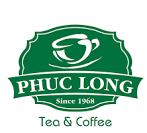 PHUC LONG
Since 1968
Tea & Coffee